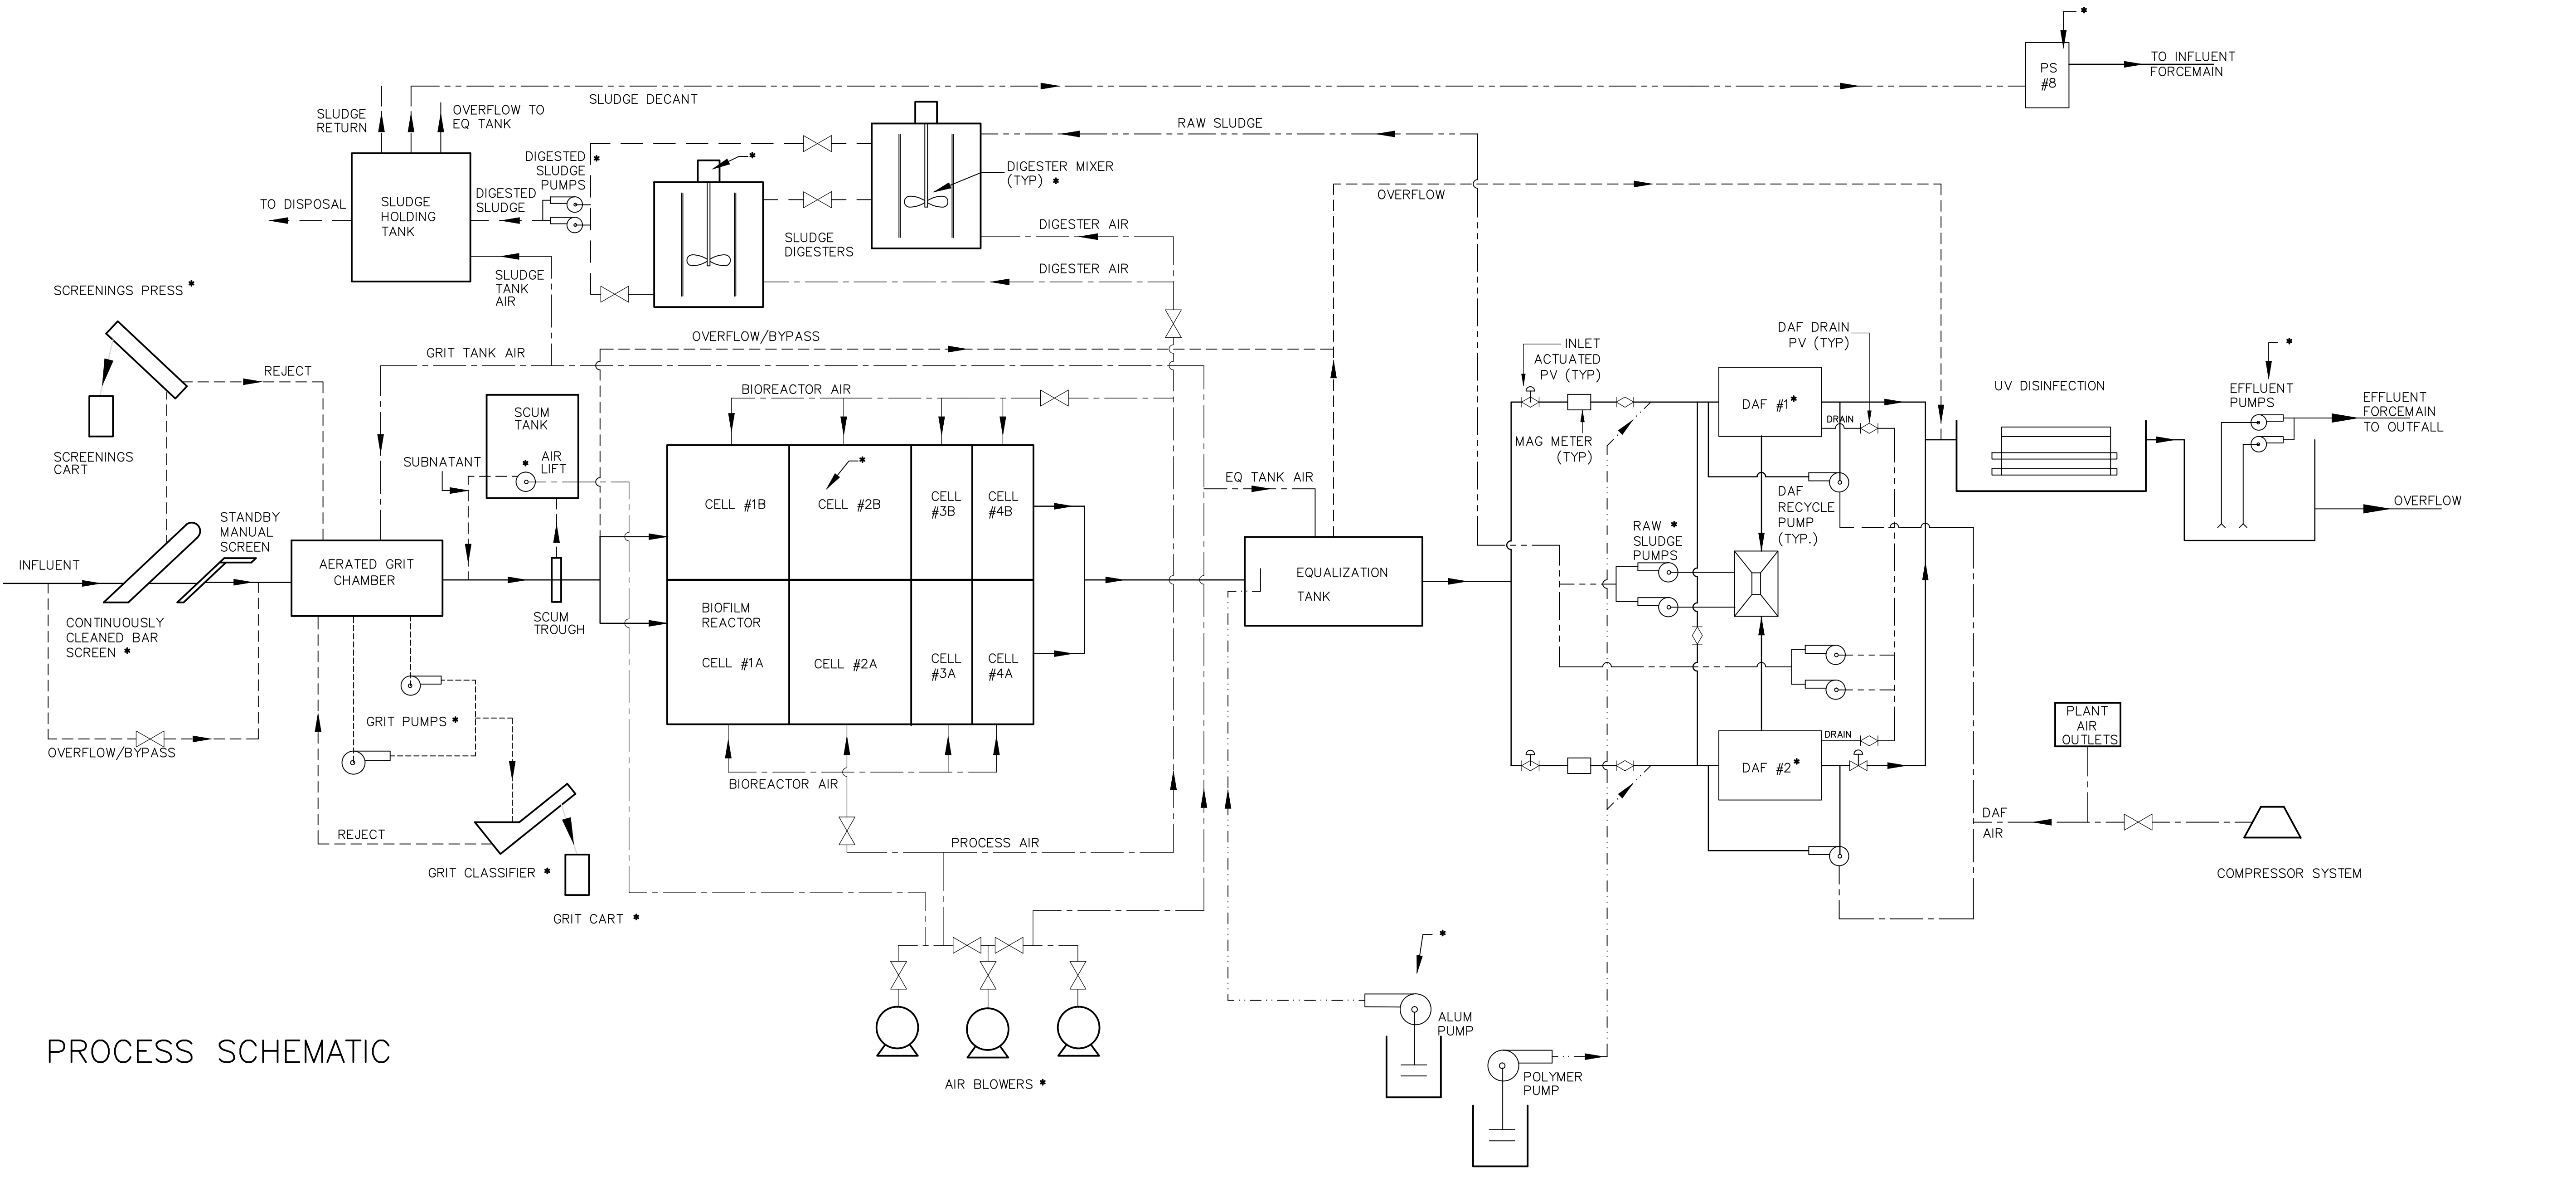 *
PS
#8
TO INFLUENT
FORCEMAIN
SLUDGE DECANT
SLUDGE
RETURN
OVERFLOW TO
EQ TANK
RAW SLUDGE
DIGESTED *
SLUDGE
PUMPS
*
DIGESTER MIXER
(TYP) *
DIGESTED
SLUDGE
TO DISPOSAL
SLUDGE
HOLDING
TANK
OVERFLOW
DIGESTER AIR
SLUDGE
DIGESTERS
DIGESTER AIR
SLUDGE
TANK
AIR
SCREENINGS PRESS *
OVERFLOW/BYPASS
GRIT TANK AIR
REJECT
BIOREACTOR AIR
INLET
ACTUATED
PV (TYP)
DAF DRAIN
PV (TYP)
*
UV DISINFECTION
EFFLUENT
PUMPS
EFFLUENT
FORCEMAIN
TO OUTFALL
DAF #1*
DRAIN
SCUM
TANK
MAG METER
(TYP)
SCREENINGS
CART
SUBNATANT
*
AIR
LIFT
*
EQ TANK AIR
CELL #1B
CELL #2B
CELL
#3B
CELL
#4B
DAF
RECYCLE
PUMP
(TYP.)
OVERFLOW
STANDBY
MANUAL
SCREEN
RAW *
SLUDGE
PUMPS
INFLUENT
AERATED GRIT
CHAMBER
EQUALIZATION
TANK
CONTINUOUSLY
CLEANED BAR
SCREEN *
SCUM
TROUGH
BIOFILM
REACTOR
CELL #1A
CELL #2A
CELL
#3A
CELL
#4A
GRIT PUMPS *
OVERFLOW/BYPASS
PLANT
AIR
OUTLETS
DRAIN
DAF #2*
BIOREACTOR AIR
DAF
AIR
REJECT
PROCESS AIR
GRIT CLASSIFIER *
COMPRESSOR SYSTEM
GRIT CART *
*
ALUM
PUMP
PROCESS SCHEMATIC
AIR BLOWERS *
POLYMER
PUMP